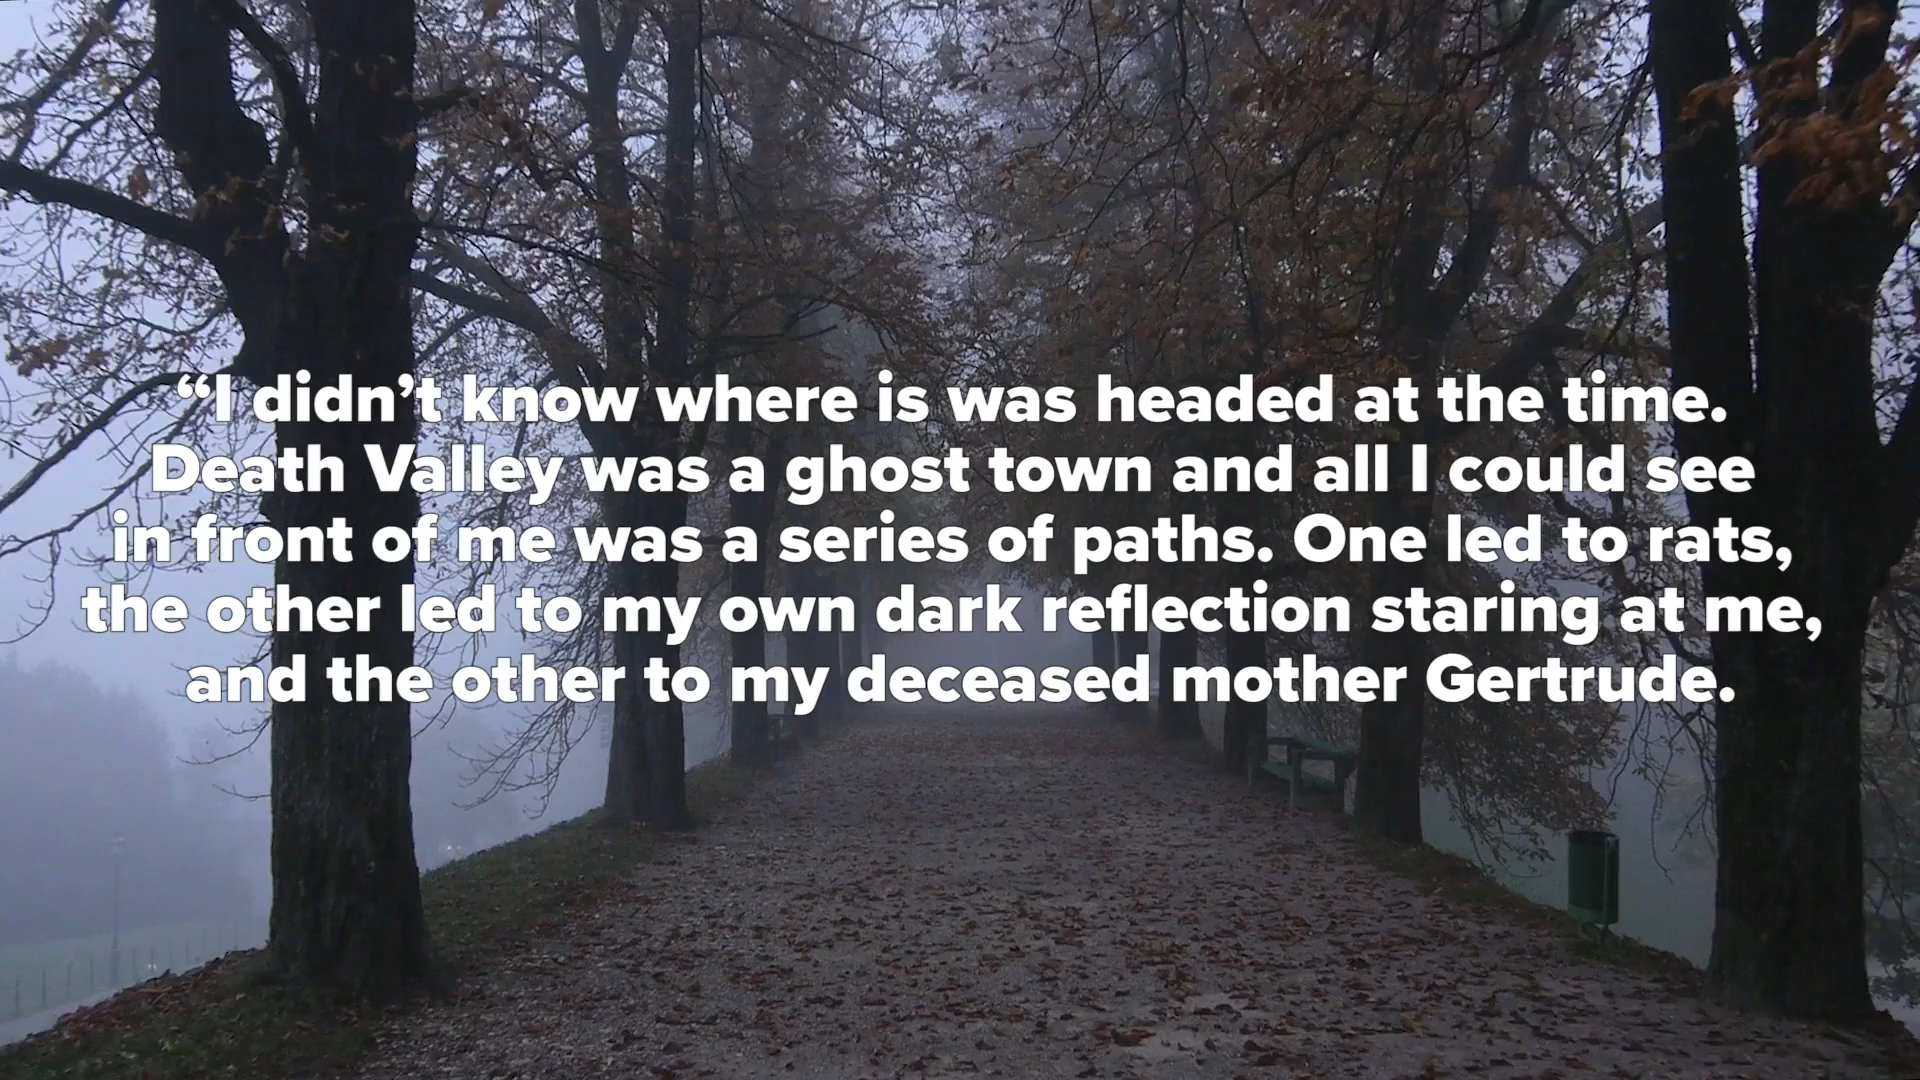 “I didn’t know where is was headed at the time.
Death Valley was a ghost town and all I could see
in front of me was a series of paths. One led to rats,
the other led to my own dark reflection staring at me,
and the other to my deceased mother Gertrude.